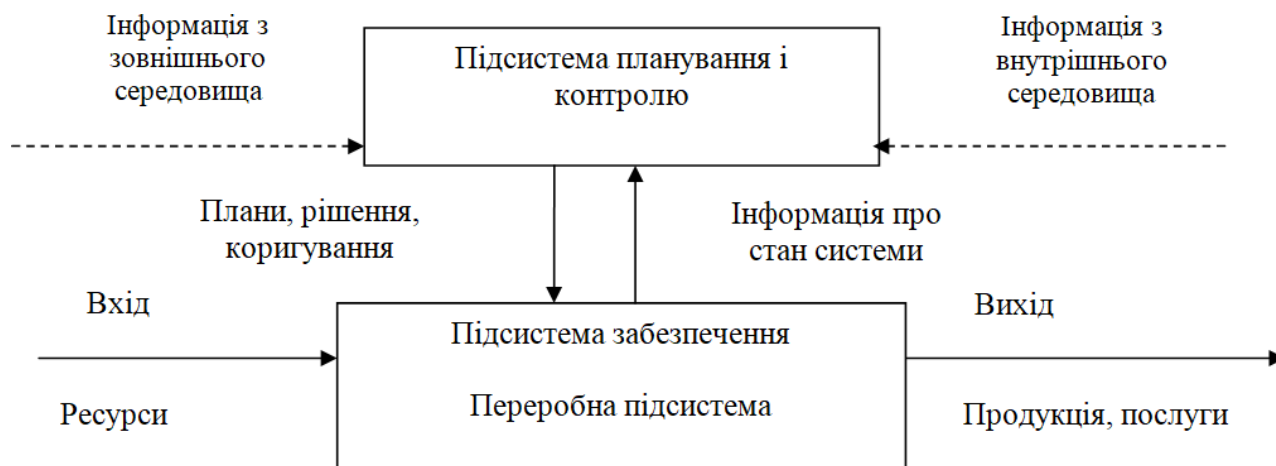 Інформація з
зовнішнього
середовища
Підсистема планування і
контролю
Інформація з
внутрішнього
середовища
Плани, рішення,
коригування
Інформація про
стан системи
Вхід
Ресурси
Підсистема забезпечення
Переробна підсистема
Вихід
Продукція, послуги